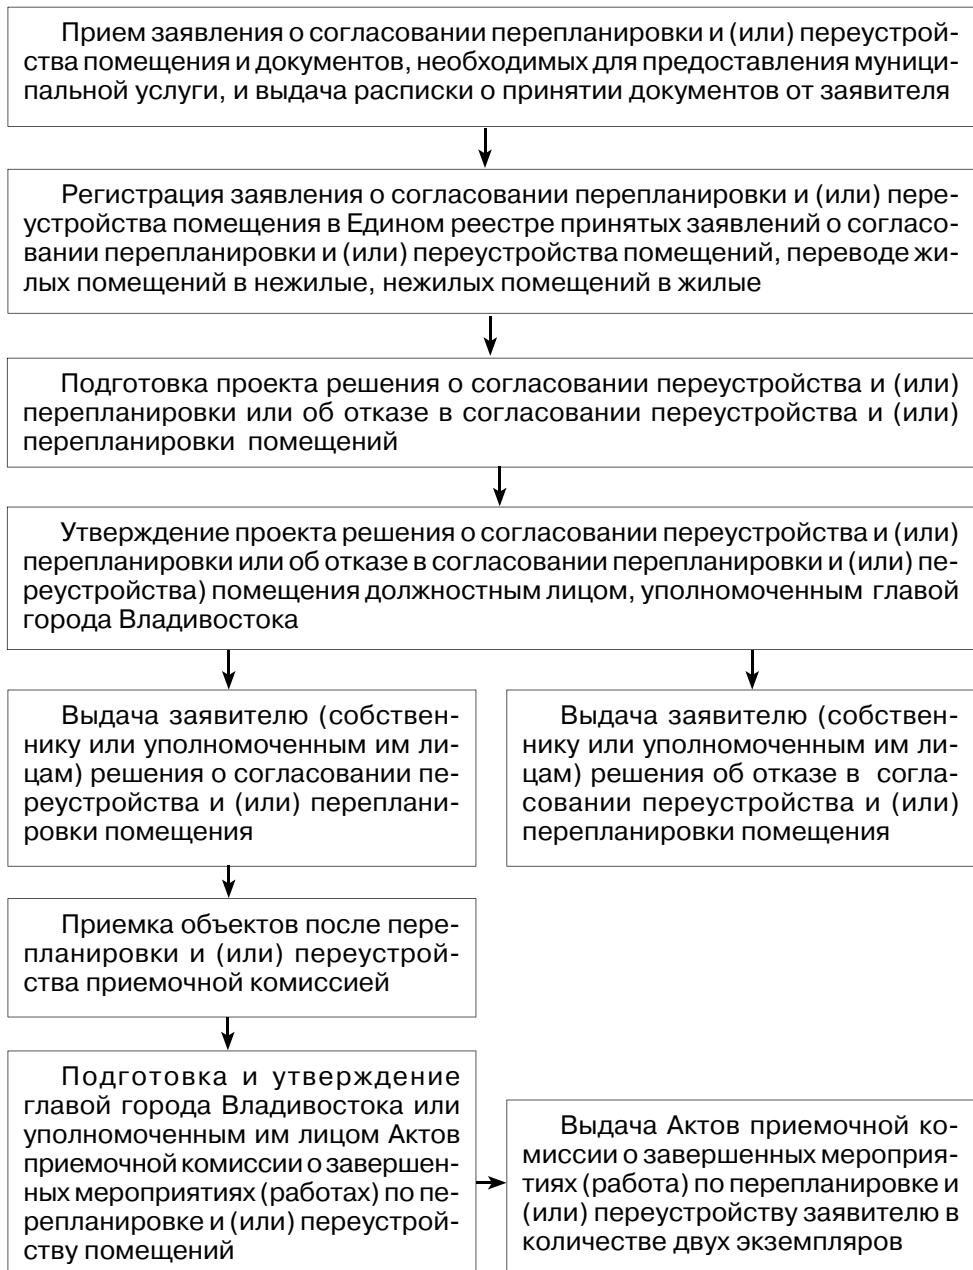 Прием заявления о согласовании перепланировки и (или) переустрой-
ства помещения и документов, необходимых для предоставления муници-
пальной услуги, и выдача расписки о принятии документов от заявителя
Регистрация заявления о согласовании перепланировки и (или) пере-
устройства помещения в Едином реестре принятых заявлений о согласо-
вании перепланировки и (или) переустройства помещений, переводе жи-
лых помещений в нежилые, нежилых помещений в жилые
Подготовка проекта решения о согласовании переустройства и (или)
перепланировки или об отказе в согласовании переустройства и (или)
перепланировки помещений
Утверждение проекта решения о согласовании переустройства и (или)
перепланировки или об отказе в согласовании перепланировки и (или) пе-
реустройства) помещения должностным лицом, уполномоченным главой
города Владивостока
Выдача заявителю (собствен-
нику или уполномоченным им ли-
цам) решения о согласовании пе-
реустройства и (или) переплани-
ровки помещения
Выдача заявителю (собствен-
нику или уполномоченным им ли-
цам) решения об отказе в согла-
совании переустройства и (или)
перепланировки помещения
Приемка объектов после пере-
планировки и (или) переустрой-
ства приемочной комиссией
Подготовка и утверждение
главой города Владивостока или
уполномоченным им лицом Актов
приемочной комиссии о завершен-
ных мероприятиях (работах) по пе-
репланировке и (или) переустрой-
ству помещений
Выдача Актов приемочной ко-
миссии о завершенных мероприя-
тиях (работа) по перепланировке и
(или) переустройству заявителю в
количестве двух экземпляров